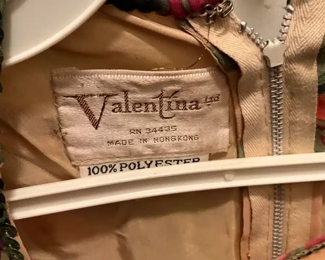 Valentina Ltd
RN 34435
MADE IN HONGKONG
100% POLYESTER